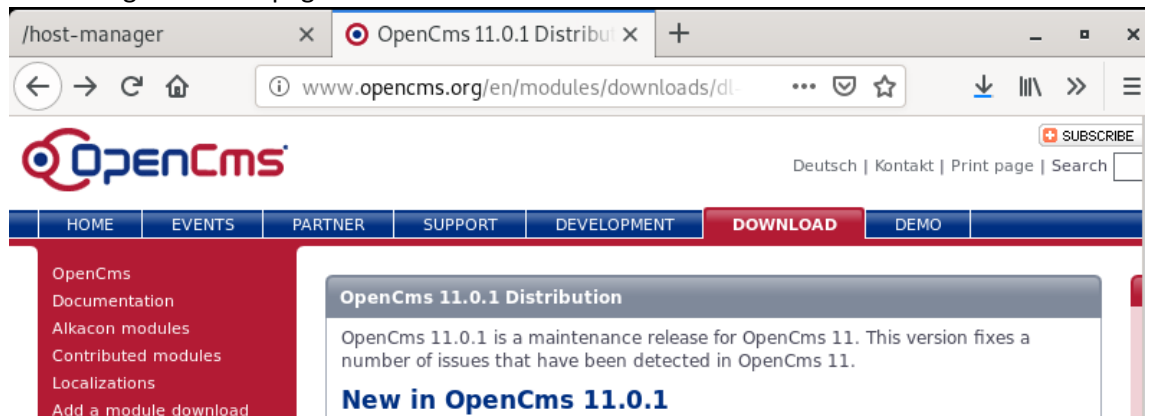 /host-manager
OpenCms 11.0.1 Distribut
www.opencms.org/en/modules/downloads/dl-
OpenCms
SUBSCRIBE
Deutsch | Kontakt | Print page | Search
HOME EVENTS PARTNER SUPPORT DEVELOPMENT DOWNLOAD DEMO
OpenCms
Documentation
Alkacon modules
Contributed modules
Localizations
Add a module download
OpenCms 11.0.1 Distribution
OpenCms 11.0.1 is a maintenance release for OpenCms 11. This version fixes a
number of issues that have been detected in OpenCms 11.
New in OpenCms 11.0.1